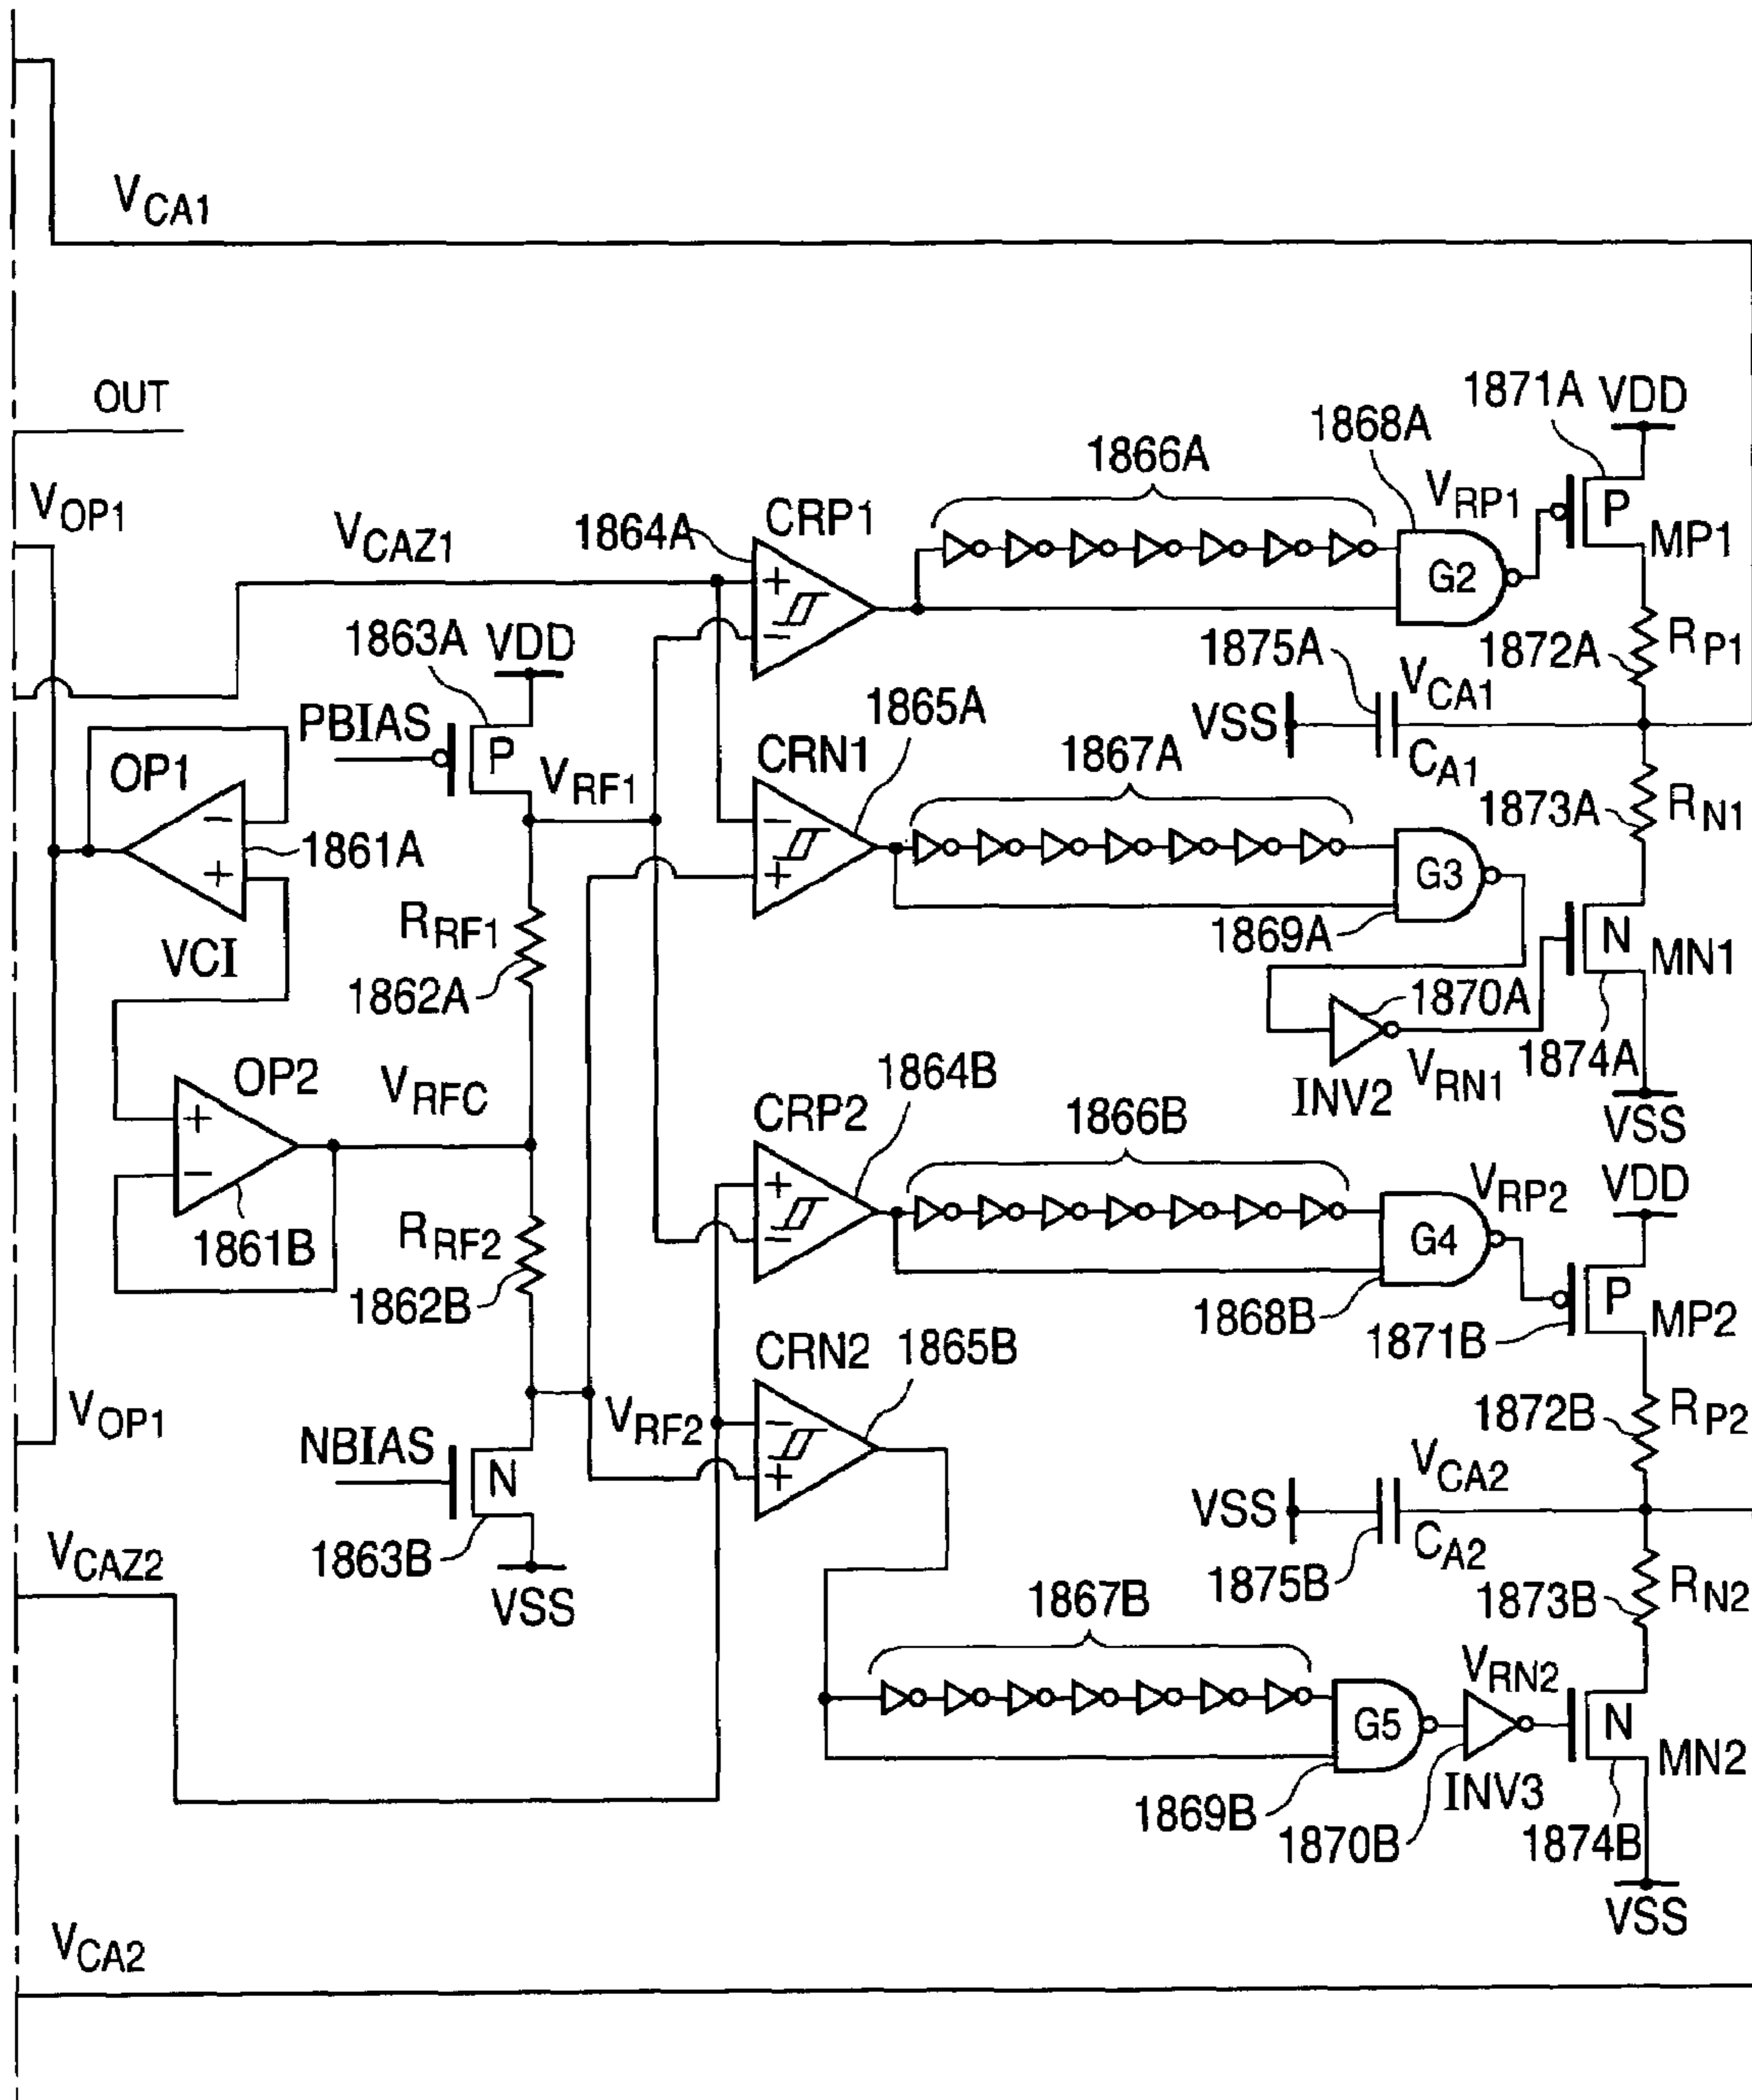 VCA1
OUT
1871A VDD
1868A
1866A
VRP1
P
MP1
VOP1
VCAZ1
1864A
CRP1
+
−
G2
1863A VDD
1875A
VCA1
1872A
RP1
VSS
CA1
PBIAS
P
VRF1
1865A
CRN1
1867A
−
+
G3
1873A
RN1
OP1
−
+
1861A
VCI
RRF1
1862A
1869A
N
MN1
1870A
INV2
VRN1
1874A
VSS
OP2
+
−
VRFC
1861B
1864B
CRP2
1866B
+
−
G4
VRP2
VDD
RRF2
1862B
1868B
1871B
P
MP2
CRN2
1865B
−
+
VOP1
NBIAS
N
VRF2
1863B
VSS
1872B
RP2
VCA2
VSS
CA2
1875B
1873B
RN2
VCAZ2
1867B
G5
VRN2
N
MN2
1869B
1870B
INV3
1874B
VSS
VCA2